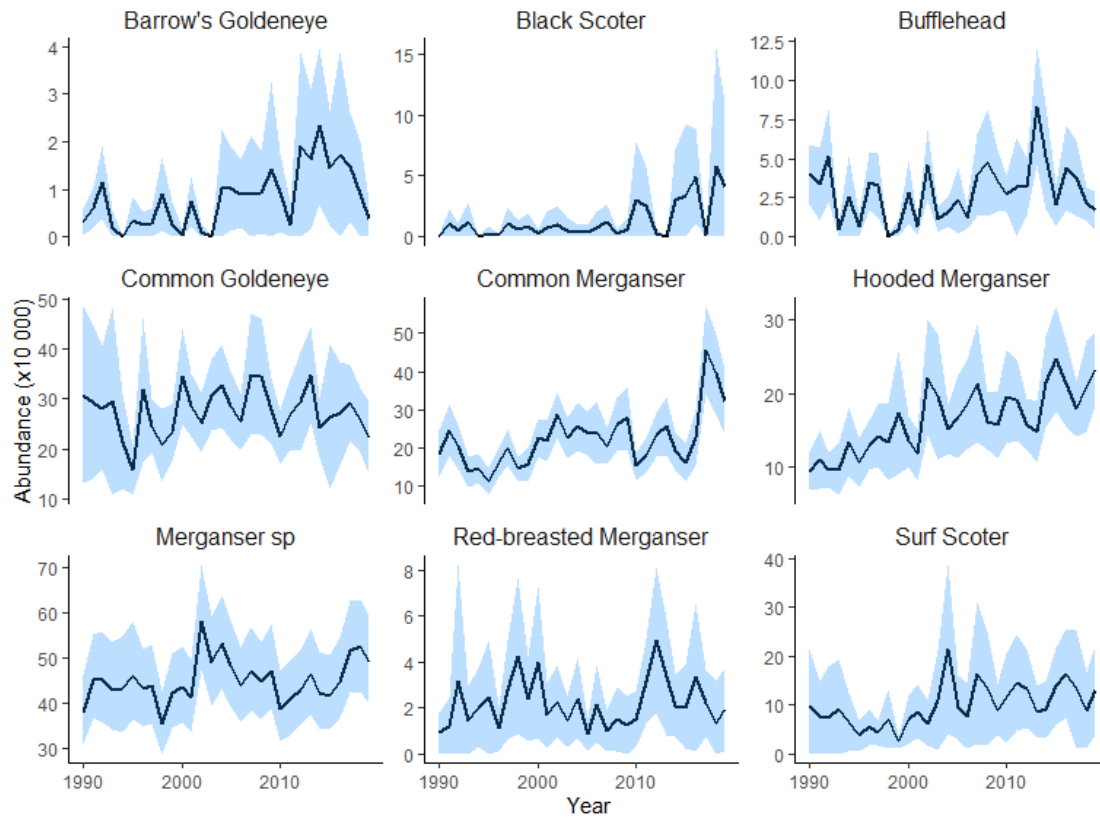 Barrow's Goldeneye Black Scoter Bufflehead
4 15 12.5
3 10.0
10 7.5
2 5.0
1 5 2.5
0 0 0.0
Common Goldeneye Common Merganser Hooded Merganser
50
50 30
40 40
30 30 20
20 20
10 10 10
Abundance (x10 000)
Merganser sp Red-breasted Merganser Surf Scoter
70 8 40
60 6 30
50 4 20
40 2 10
30 0 0
1990 2000 2010 1990 2000 2010 1990 2000 2010
Year